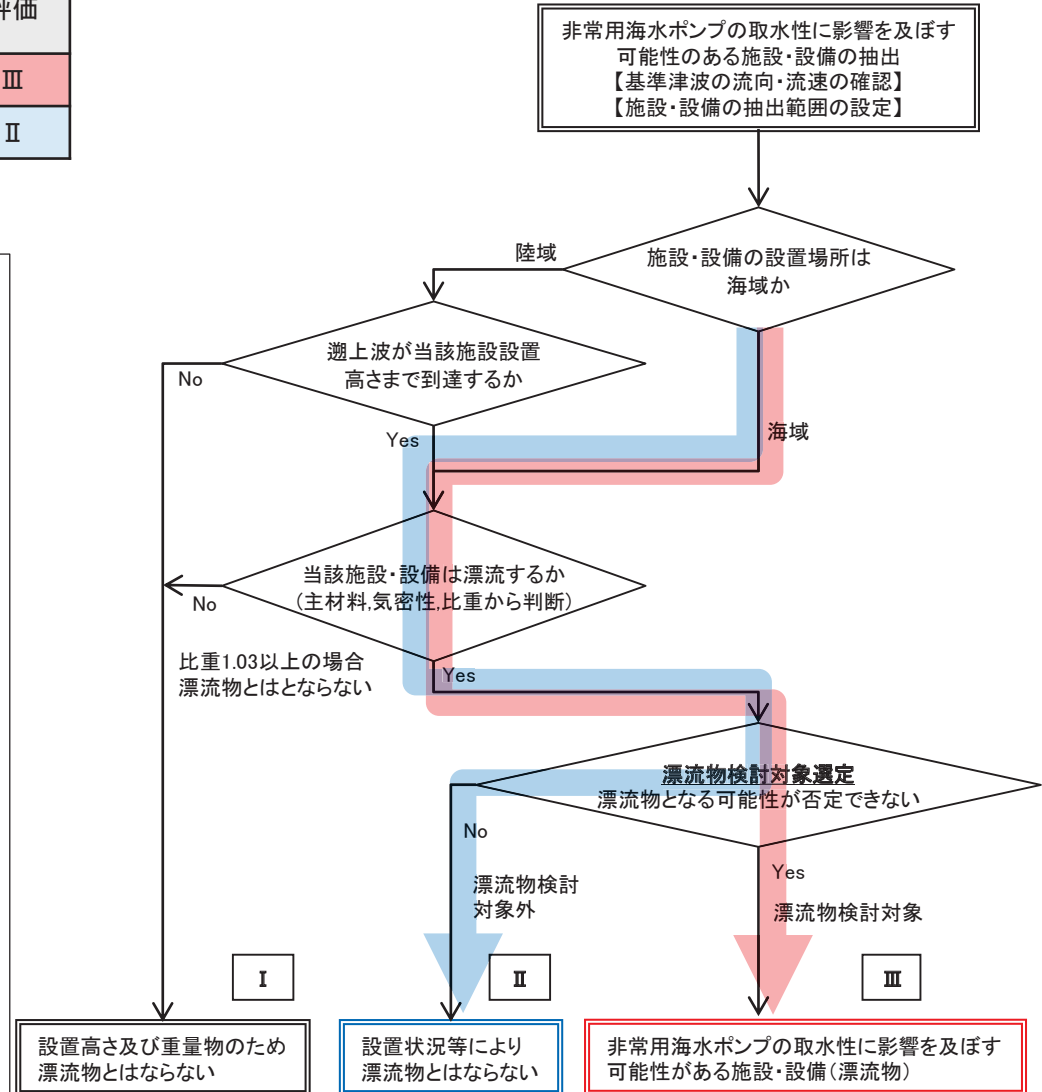 評価
Ⅲ
Ⅱ
非常用海水ポンプの取水性に影響を及ぼす
可能性のある施設・設備の抽出
【基準津波の流向・流速の確認】
【施設・設備の抽出範囲の設定】
陸域
施設・設備の設置場所は
海域か
遡上波が当該施設設置
高さまで到達するか
No
Yes
海域
当該施設・設備は漂流するか
(主材料,気密性,比重から判断)
No
比重1.03以上の場合
漂流物とはとならない
Yes
漂流物検討対象選定
漂流物となる可能性が否定できない
No
漂流物検討
対象外
Yes
漂流物検討対象
Ⅰ
Ⅱ
Ⅲ
設置高さ及び重量物のため
漂流物とはならない
設置状況等により
漂流物とはならない
非常用海水ポンプの取水性に影響を及ぼす
可能性がある施設・設備(漂流物)